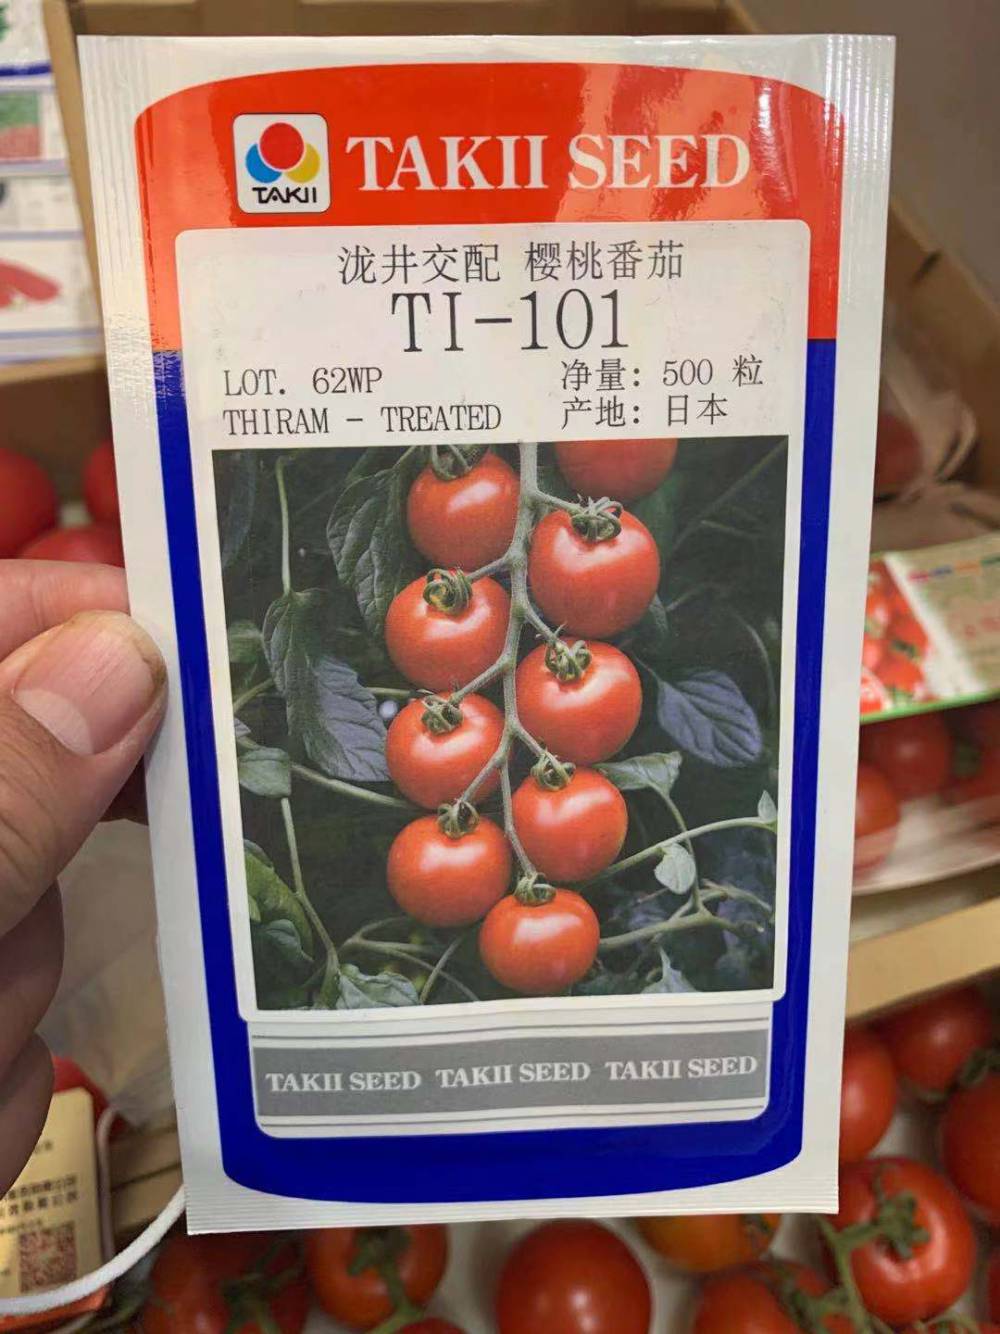 TAKII
TAKII SEED
泷井交配 樱桃番茄
TI-101
LOT. 62WP
净量: 500 粒
THIRAM - TREATED
产地: 日本
TAKII SEED TAKII SEED TAKII SEED